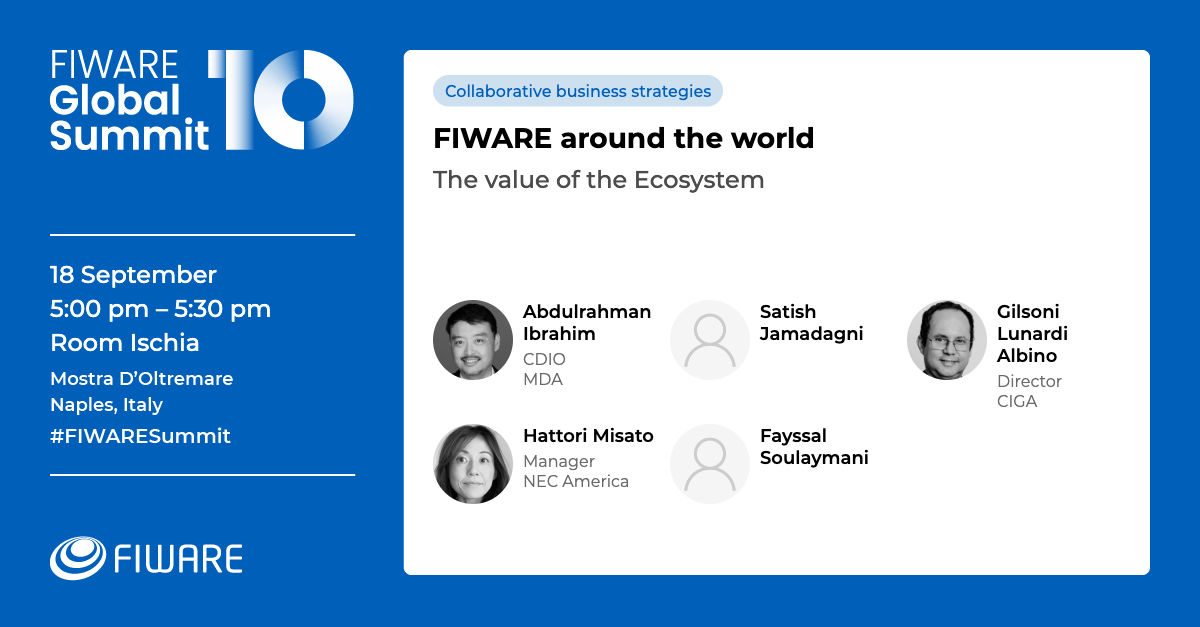 FIWARE
Global
Summit
10
18 September
5:00 pm – 5:30 pm
Room Ischia
Mostra D’Oltremare
Naples, Italy
#FIWARESummit
FIWARE
Collaborative business strategies
FIWARE around the world
The value of the Ecosystem
Abdulrahman
Ibrahim
CDIO
MDA
Satish
Jamadagni
Gilsoni
Lunardi
Albino
Director
CIGA
Hattori Misato
Manager
NEC America
Fayssal
Soulaymani